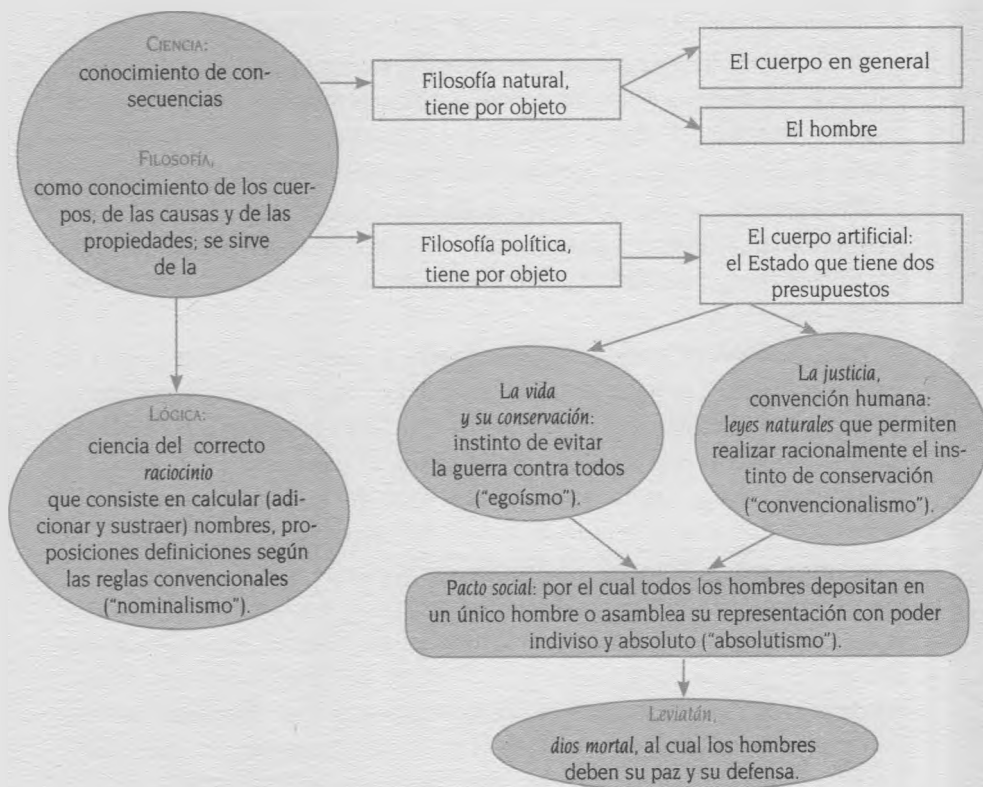 CIENCIA:
conocimiento de con-
secuencias
FILOSOFÍA,
como conocimiento de los cuer-
pos, de las causas y de las
propiedades; se sirve
de la
Filosofía natural,
tiene por objeto
El cuerpo en general
El hombre
Filosofía política,
tiene por objeto
El cuerpo artificial:
el Estado que tiene dos
presupuestos
LÓGICA:
ciencia del correcto
raciocinio
que consiste en calcular (adi-
cionar y sustraer) nombres, pro-
posiciones definiciones según
las reglas convencionales
("nominalismo").
La vida
y su conservación:
instinto de evitar
la guerra contra todos
("egoísmo").
La justicia,
convención humana:
leyes naturales que permiten
realizar racionalmente el ins-
tinto de conservación
("convencionalismo").
Pacto social: por el cual todos los hombres depositan en
un único hombre o asamblea su representación con poder
indiviso y absoluto ("absolutismo").
Leviatán,
dios mortal, al cual los hombres
deben su paz y su defensa.